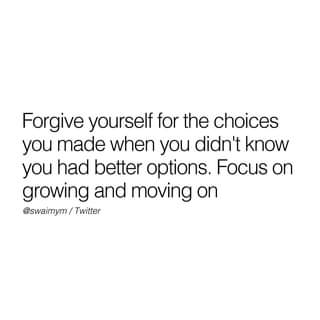 Forgive yourself for the choices
you made when you didn't know
you had better options. Focus on
growing and moving on
@swaimym / Twitter